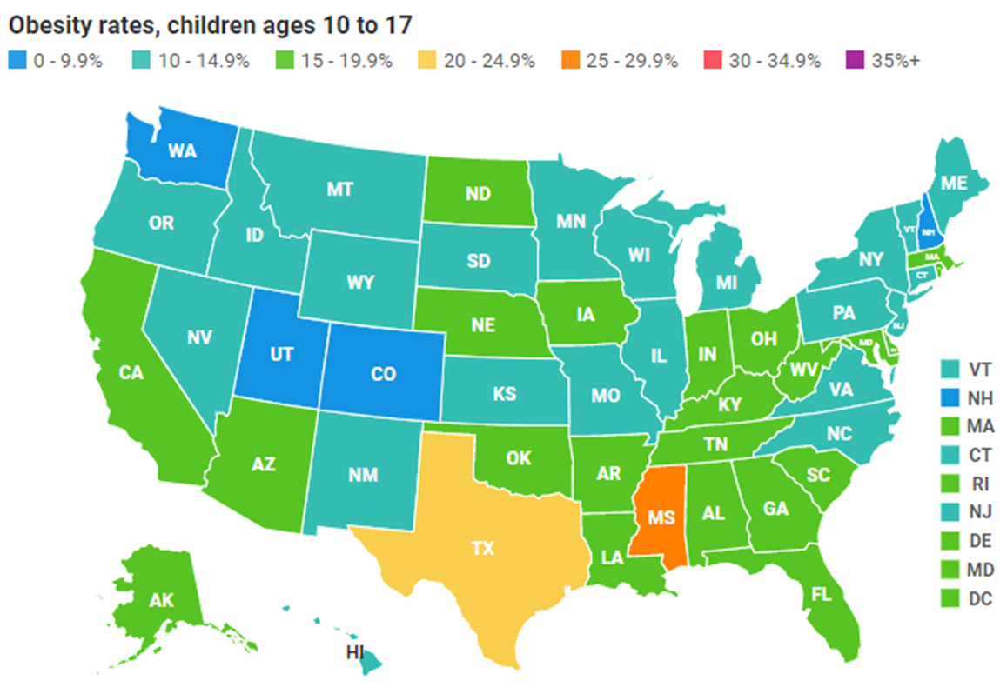 Obesity rates, children ages 10 to 17
0 - 9.9% 10 - 14.9% 15 - 19.9% 20 - 24.9% 25 - 29.9% 30 - 34.9% 35%+
WA
MT
ND
ME
OR
ID
MN
VT
NH
SD
WI
NY
MA
WY
MI
CT
IA
PA
NE
NV
OH
NJ
UT
IL
IN
MD
CO
CA
WV
VT
KS
MO
VA
NH
KY
MA
NC
TN
CT
AZ
NM
OK
AR
SC
RI
MS
AL
GA
NJ
TX
LA
DE
MD
AK
FL
DC
HI